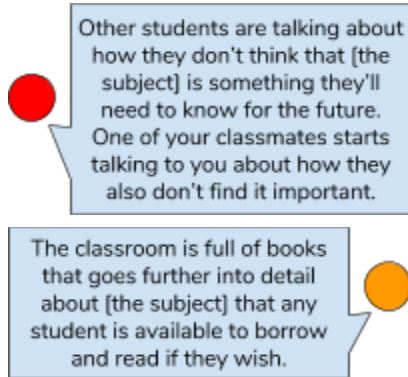 Other students are talking about
how they don't think that [the
subject] is something they'll
need to know for the future.
One of your classmates starts
talking to you about how they
also don't find it important.
The classroom is full of books
that goes further into detail
about [the subject] that any
student is available to borrow
and read if they wish.